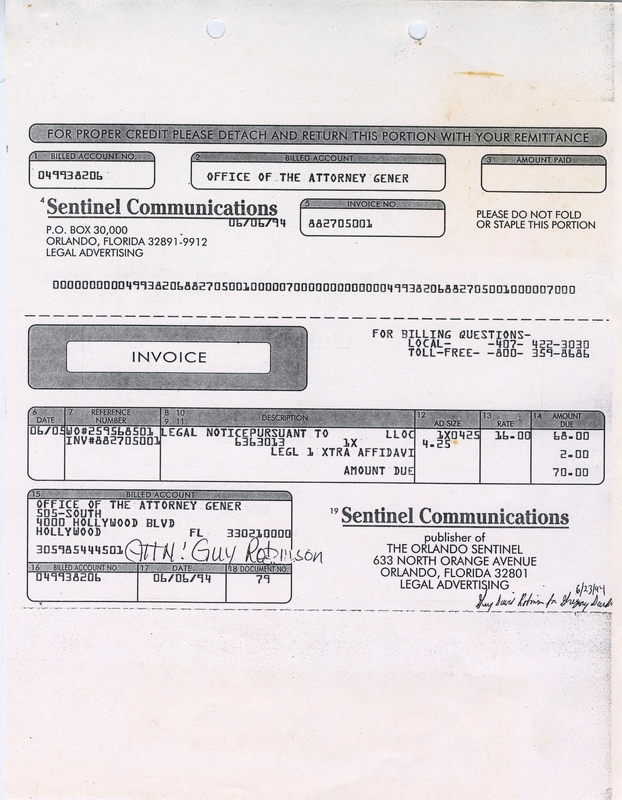 FOR PROPER CREDIT PLEASE DETACH AND RETURN THIS PORTION WITH YOUR REMITTANCE
1 BILLED ACCOUNT NO.
049938206
2 BILLED ACCOUNT
OFFICE OF THE ATTORNEY GENER
3 AMOUNT PAID
4 Sentinel Communications
06/06/94
P.O. BOX 30,000
ORLANDO, FLORIDA 32891-9912
LEGAL ADVERTISING
5 INVOICE NO.
882705001
PLEASE DO NOT FOLD
OR STAPLE THIS PORTION
INVOICE
FOR BILLING QUESTIONS-
LOCAL- -407- 422-3030
TOLL-FREE- -800- 359-8686
6 DATE 7 REFERENCE NUMBER 8 10 9 11 DESCRIPTION 12 AD SIZE 13 RATE 14 AMOUNT DUE
06/05 WO#259568501 LEGAL NOTICEPURSUANT TO LLOC 1X0425 16.00 68.00
INV#882705001 6363013 1X 4.25
LEGL 1 XTRA AFFIDAVI 2.00
AMOUNT DUE 70.00
15 BILLED ACCOUNT
OFFICE OF THE ATTORNEY GENER
505-SOUTH
4000 HOLLYWOOD BLVD
HOLLYWOOD FL 330210000
305985444501 ATTN! Guy Robinson
16 BILLED ACCOUNT NO. 17 DATE 18 DOCUMENT NO.
049938206 06/06/94 79
19 Sentinel Communications
publisher of
THE ORLANDO SENTINEL
633 NORTH ORANGE AVENUE
ORLANDO, FLORIDA 32801
LEGAL ADVERTISING
6/23/94